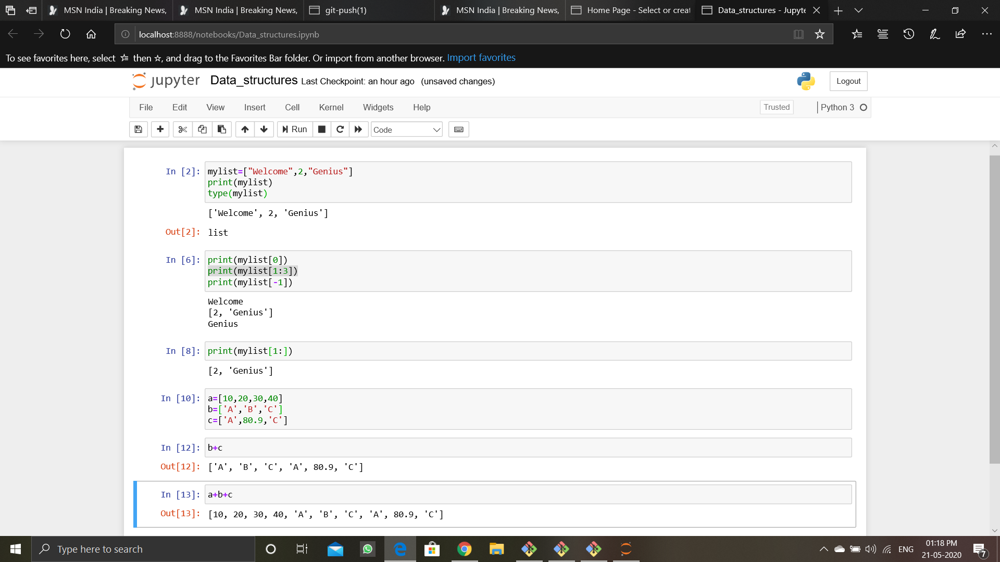 MSN India | Breaking News,
MSN India | Breaking News,
git-push(1)
MSN India | Breaking News,
Home Page - Select or creat
Data_structures - Jupyte
localhost:8888/notebooks/Data_structures.ipynb
To see favorites here, select then ☆, and drag to the Favorites Bar folder. Or import from another browser. Import favorites
jupyter Data_structures Last Checkpoint: an hour ago (unsaved changes)
Logout
File Edit View Insert Cell Kernel Widgets Help
Trusted
Python 3
Run
Code
In [2]: mylist=["Welcome",2,"Genius"]
print(mylist)
type(mylist)
['Welcome', 2, 'Genius']
Out[2]: list
In [6]: print(mylist[0])
print(mylist[1:3])
print(mylist[-1])
Welcome
[2, 'Genius']
Genius
In [8]: print(mylist[1:])
[2, 'Genius']
In [10]: a=[10,20,30,40]
b=['A','B','C']
c=['A',80.9,'C']
In [12]: b+c
Out[12]: ['A', 'B', 'C', 'A', 80.9, 'C']
In [13]: a+b+c
Out[13]: [10, 20, 30, 40, 'A', 'B', 'C', 'A', 80.9, 'C']
Type here to search
ENG
01:18 PM
21-05-2020
7